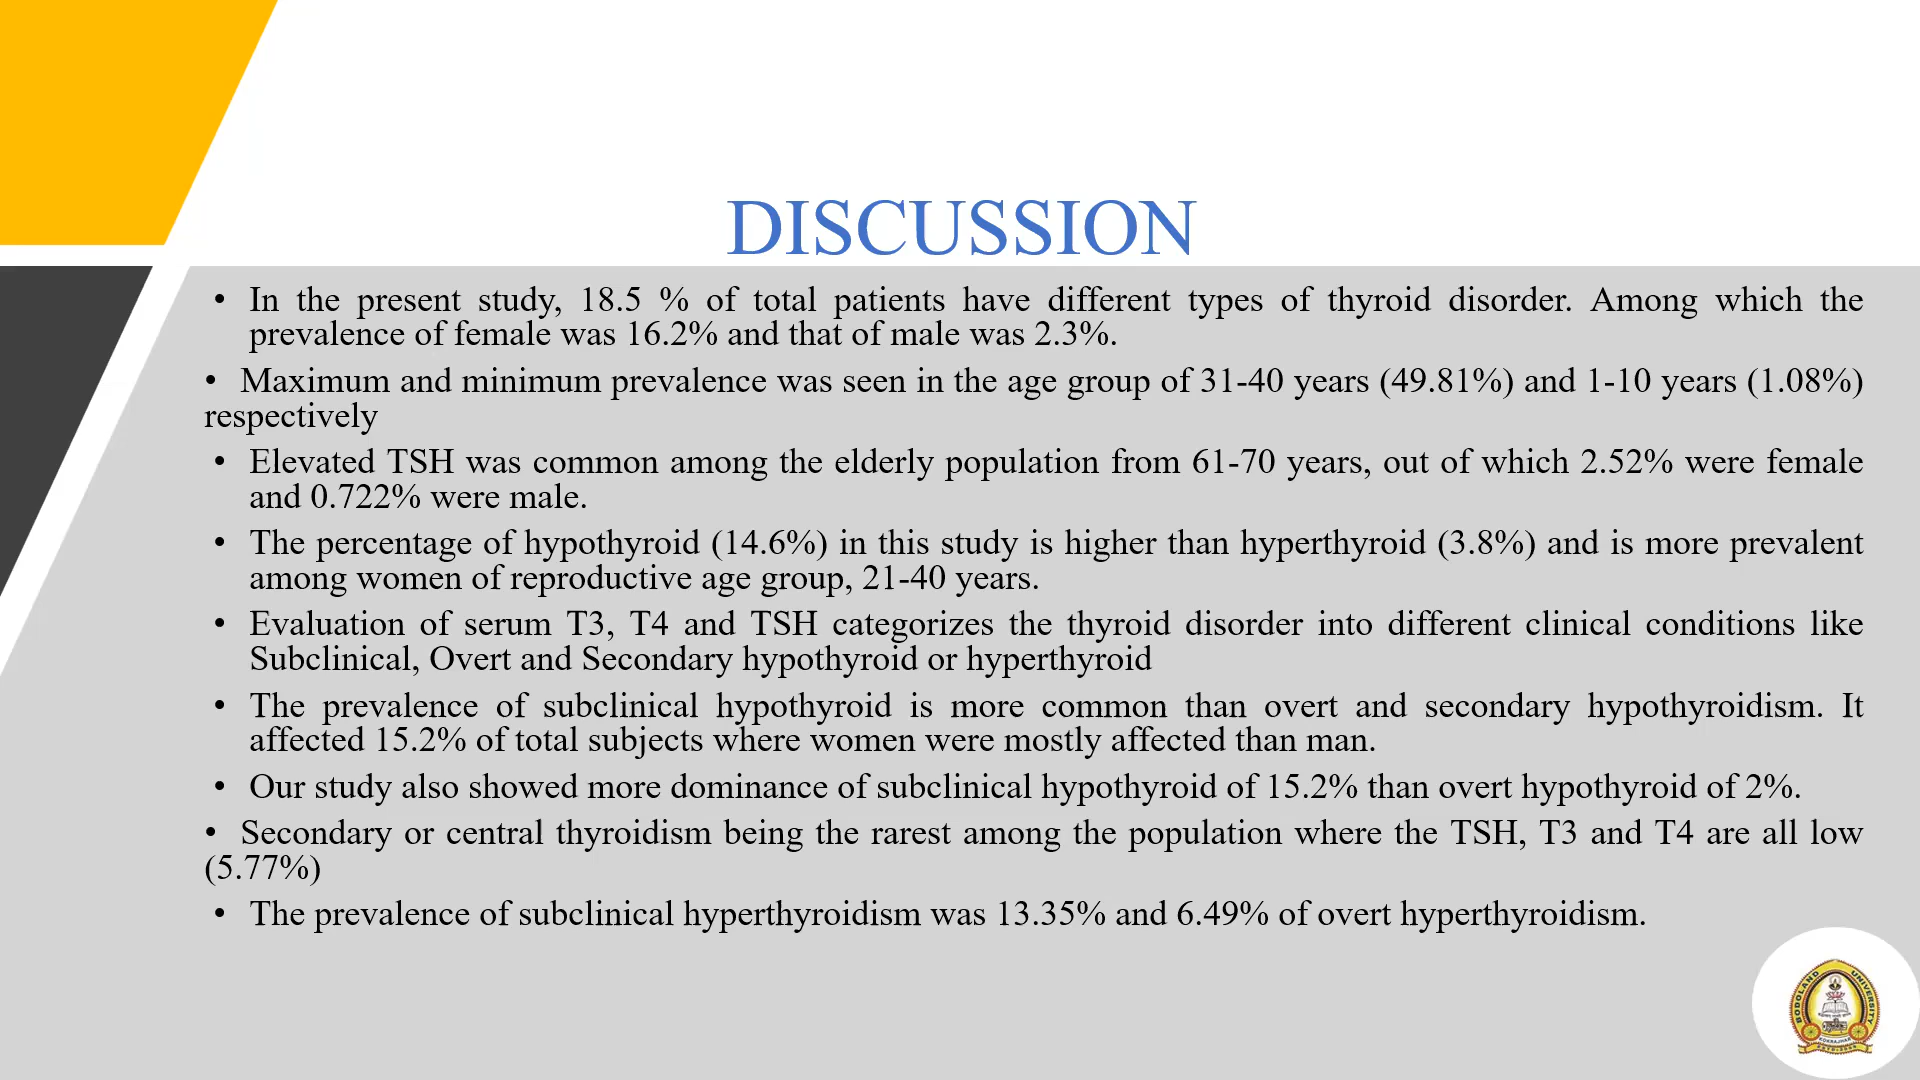 DISCUSSION
• In the present study, 18.5 % of total patients have different types of thyroid disorder. Among which the
prevalence of female was 16.2% and that of male was 2.3%.
• Maximum and minimum prevalence was seen in the age group of 31-40 years (49.81%) and 1-10 years (1.08%)
respectively
• Elevated TSH was common among the elderly population from 61-70 years, out of which 2.52% were female
and 0.722% were male.
• The percentage of hypothyroid (14.6%) in this study is higher than hyperthyroid (3.8%) and is more prevalent
among women of reproductive age group, 21-40 years.
• Evaluation of serum T3, T4 and TSH categorizes the thyroid disorder into different clinical conditions like
Subclinical, Overt and Secondary hypothyroid or hyperthyroid
• The prevalence of subclinical hypothyroid is more common than overt and secondary hypothyroidism. It
affected 15.2% of total subjects where women were mostly affected than man.
• Our study also showed more dominance of subclinical hypothyroid of 15.2% than overt hypothyroid of 2%.
• Secondary or central thyroidism being the rarest among the population where the TSH, T3 and T4 are all low
(5.77%)
• The prevalence of subclinical hyperthyroidism was 13.35% and 6.49% of overt hyperthyroidism.
BODOLAND UNIVERSITY
KOKRAJHAR